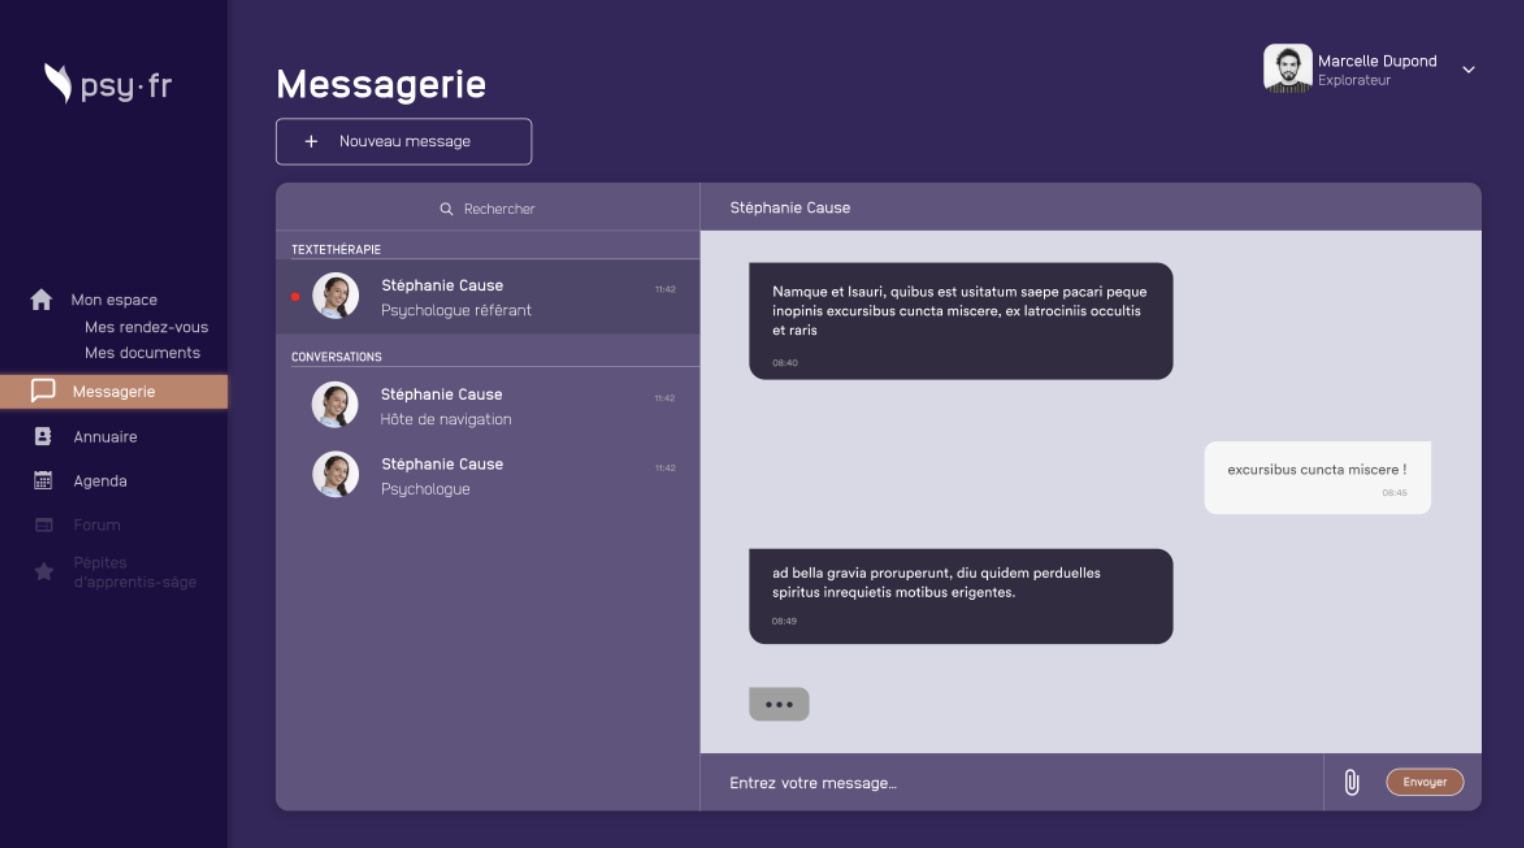 psy·fr
Messagerie
Marcelle Dupond
Explorateur
+ Nouveau message
Mon espace
Mes rendez-vous
Mes documents
Messagerie
Annuaire
Agenda
Forum
Pépites
d'apprentis-sage
Rechercher
TEXTETHÉRAPIE
Stéphanie Cause
11:42
Psychologue référant
CONVERSATIONS
Stéphanie Cause
11:42
Hôte de navigation
Stéphanie Cause
11:42
Psychologue
Stéphanie Cause
Namque et Isauri, quibus est usitatum saepe pacari peque
inopinis excursibus cuncta miscere, ex latrociniis occultis
et raris
08:40
excursibus cuncta miscere !
08:45
ad bella gravia proruperunt, diu quidem perduelles
spiritus inrequietis motibus erigentes.
08:49
Entrez votre message...
Envoyer